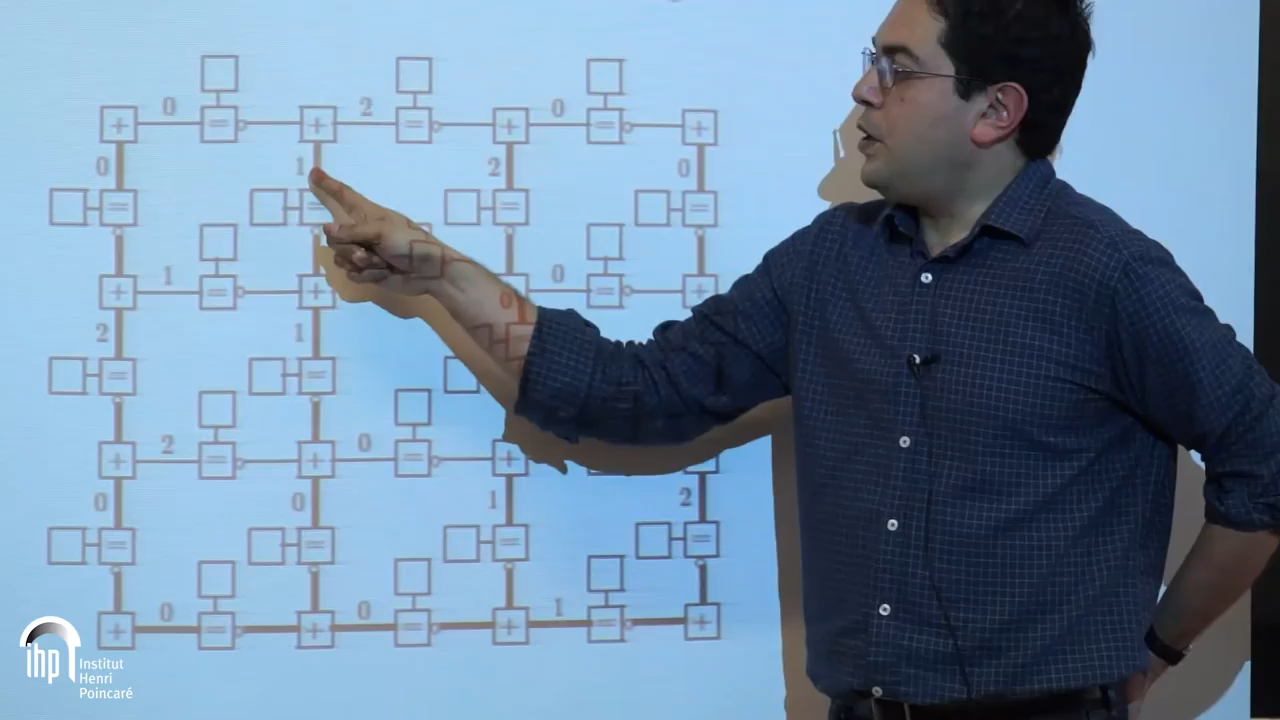 0 2 0
+ = + = + = +
0 1 2 0
= = = =
1 0
+ = + = +
2 1 0
= =
2 0
+ = + = +
0 0 1 2
= = = =
0 0 1
+ = + = + = +
ihp Institut
Henri
Poincaré